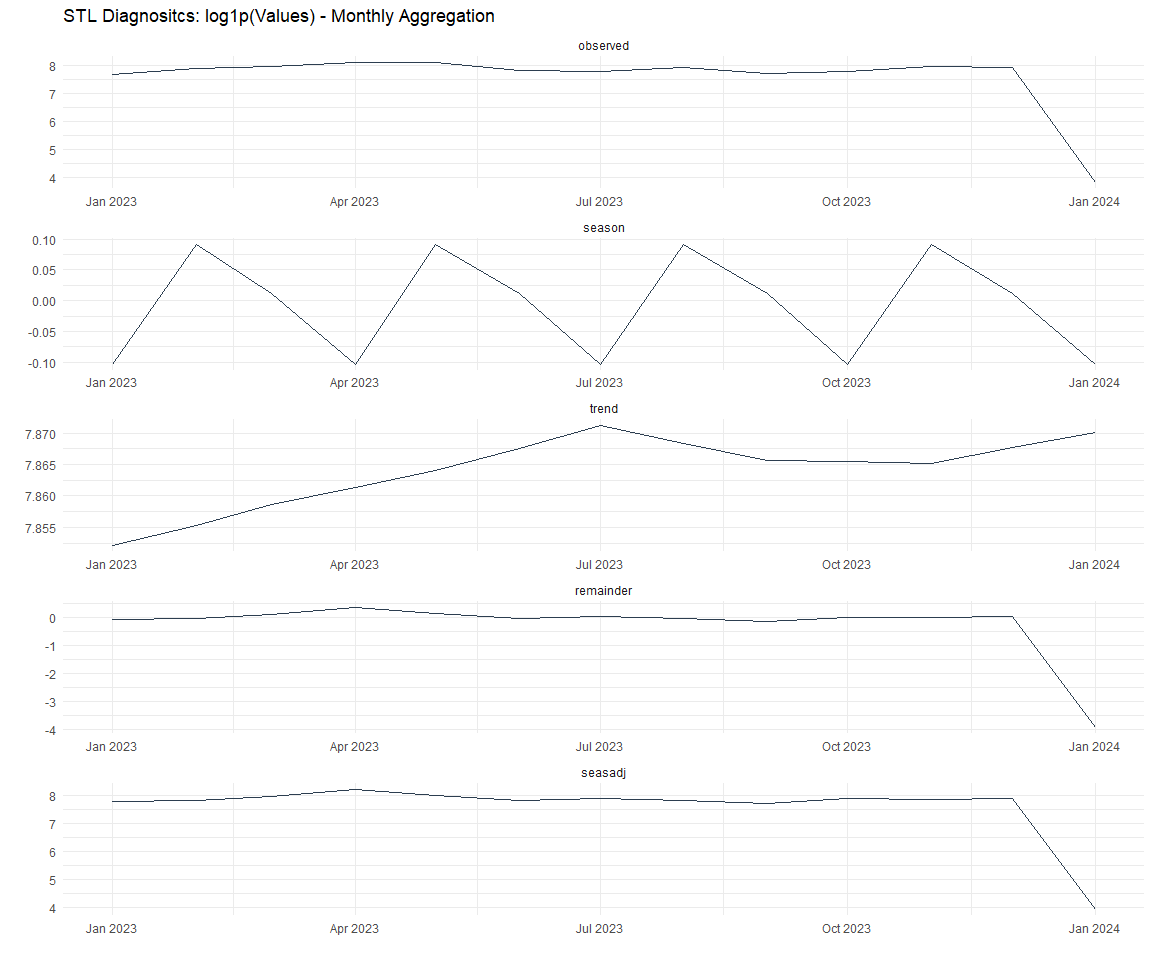 STL Diagnositcs: log1p(Values) - Monthly Aggregation
observed
8
7
6
5
4
Jan 2023 Apr 2023 Jul 2023 Oct 2023 Jan 2024
season
0.10
0.05
0.00
-0.05
-0.10
Jan 2023 Apr 2023 Jul 2023 Oct 2023 Jan 2024
trend
7.870
7.865
7.860
7.855
Jan 2023 Apr 2023 Jul 2023 Oct 2023 Jan 2024
remainder
0
-1
-2
-3
-4
Jan 2023 Apr 2023 Jul 2023 Oct 2023 Jan 2024
seasadj
8
7
6
5
4
Jan 2023 Apr 2023 Jul 2023 Oct 2023 Jan 2024